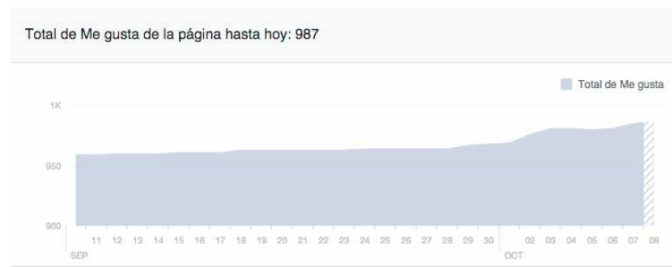 Total de Me gusta de la página hasta hoy: 987
Total de Me gusta
1K
950
900
11 12 13 14 15 16 17 18 19 20 21 22 23 24 25 26 27 28 29 30 02 03 04 05 06 07 08
SEP OCT